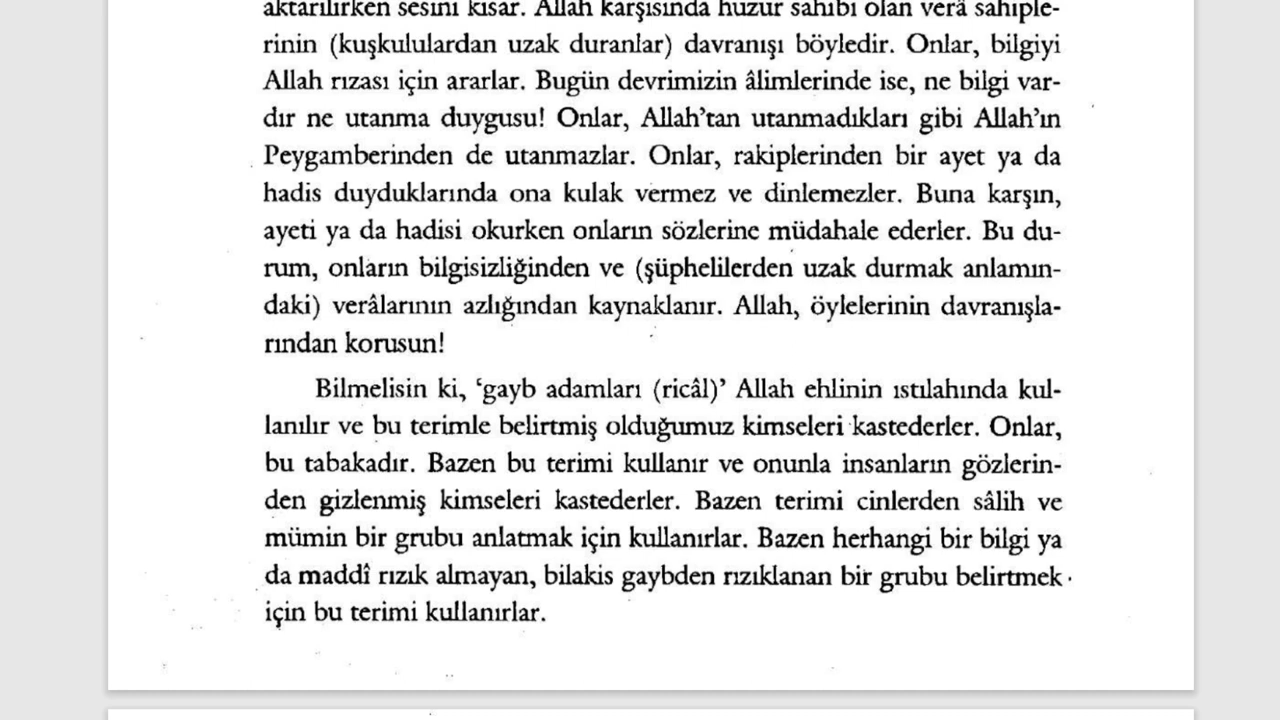 aktarılırken sesini kısar. Allah karşısında huzur sahibi olan verâ sahiple-
rinin (kuşkululardan uzak duranlar) davranışı böyledir. Onlar, bilgiyi
Allah rızası için ararlar. Bugün devrimizin âlimlerinde ise, ne bilgi var-
dır ne utanma duygusu! Onlar, Allah’tan utanmadıkları gibi Allah’ın
Peygamberinden de utanmazlar. Onlar, rakiplerinden bir ayet ya da
hadis duyduklarında ona kulak vermez ve dinlemezler. Buna karşın,
ayeti ya da hadisi okurken onların sözlerine müdahale ederler. Bu du-
rum, onların bilgisizliğinden ve (şüphelilerden uzak durmak anlamın-
daki) verâlarının azlığından kaynaklanır. Allah, öylelerinin davranışla-
rından korusun!
Bilmelisin ki, ‘gayb adamları (ricâl)’ Allah ehlinin ıstılahında kul-
lanılır ve bu terimle belirtmiş olduğumuz kimseleri kastederler. Onlar,
bu tabakadır. Bazen bu terimi kullanır ve onunla insanların gözlerin-
den gizlenmiş kimseleri kastederler. Bazen terimi cinlerden sâlih ve
mümin bir grubu anlatmak için kullanırlar. Bazen herhangi bir bilgi ya
da maddî rızık almayan, bilakis gaybden rızıklanan bir grubu belirtmek
için bu terimi kullanırlar.